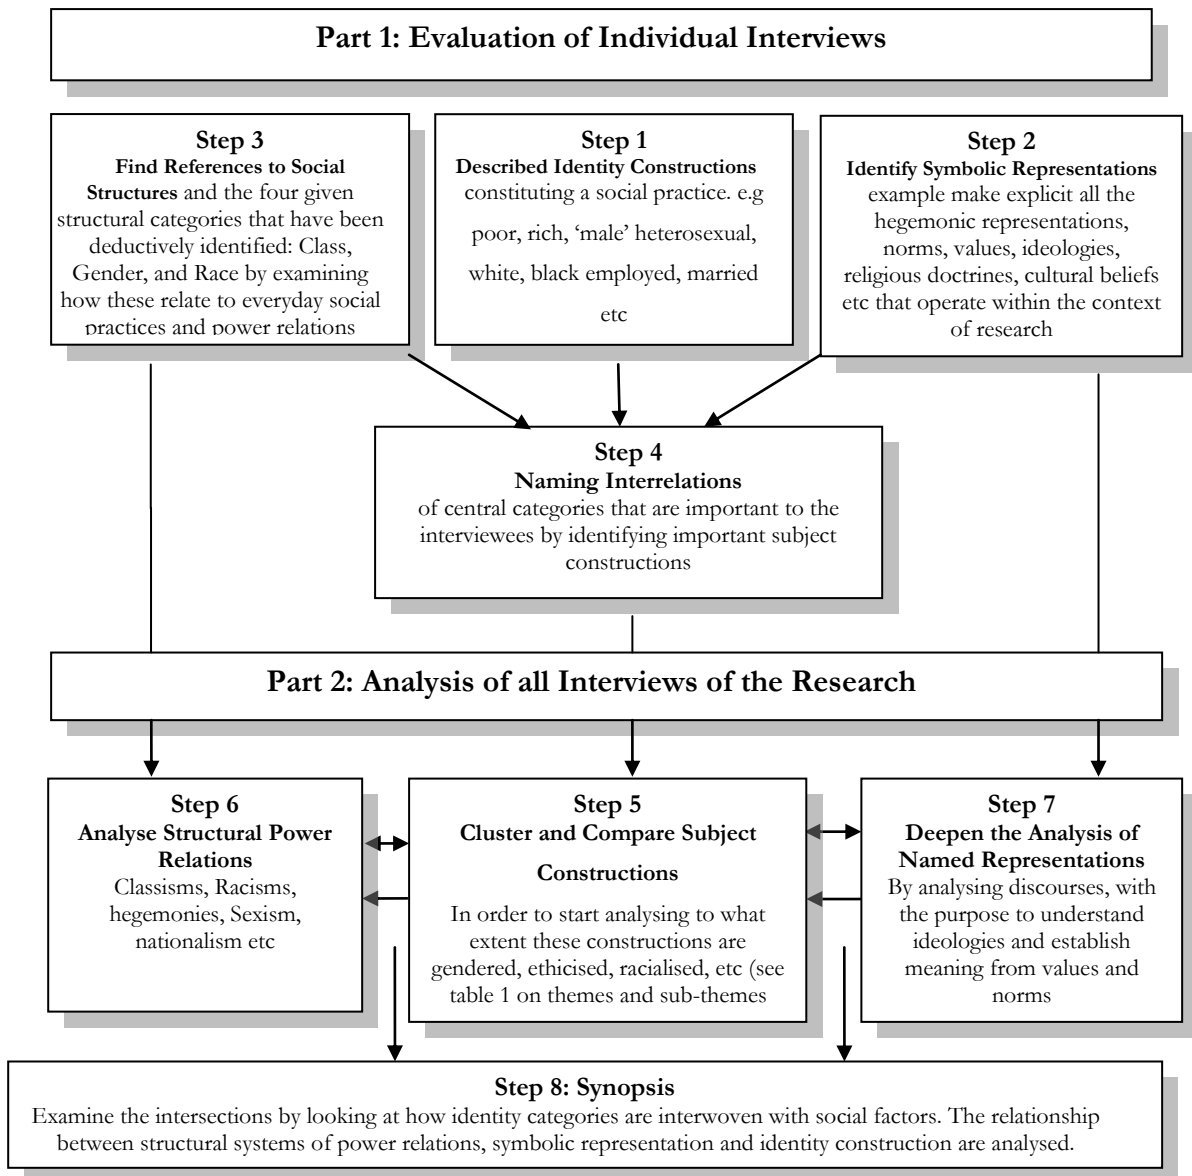 Part 1: Evaluation of Individual Interviews
Step 3
Find References to Social
Structures and the four given
structural categories that have been
deductively identified: Class,
Gender, and Race by examining
how these relate to everyday social
practices and power relations
Step 1
Described Identity Constructions
constituting a social practice. e.g
poor, rich, ‘male’ heterosexual,
white, black employed, married
etc
Step 2
Identify Symbolic Representations
example make explicit all the
hegemonic representations,
norms, values, ideologies,
religious doctrines, cultural beliefs
etc that operate within the context
of research
Step 4
Naming Interrelations
of central categories that are important to the
interviewees by identifying important subject
constructions
Part 2: Analysis of all Interviews of the Research
Step 6
Analyse Structural Power
Relations
Classisms, Racisms,
hegemonies, Sexism,
nationalism etc
Step 5
Cluster and Compare Subject
Constructions
In order to start analysing to what
extent these constructions are
gendered, ethicised, racialised, etc (see
table 1 on themes and sub-themes
Step 7
Deepen the Analysis of
Named Representations
By analysing discourses, with
the purpose to understand
ideologies and establish
meaning from values and
norms
Step 8: Synopsis
Examine the intersections by looking at how identity categories are interwoven with social factors. The relationship
between structural systems of power relations, symbolic representation and identity construction are analysed.